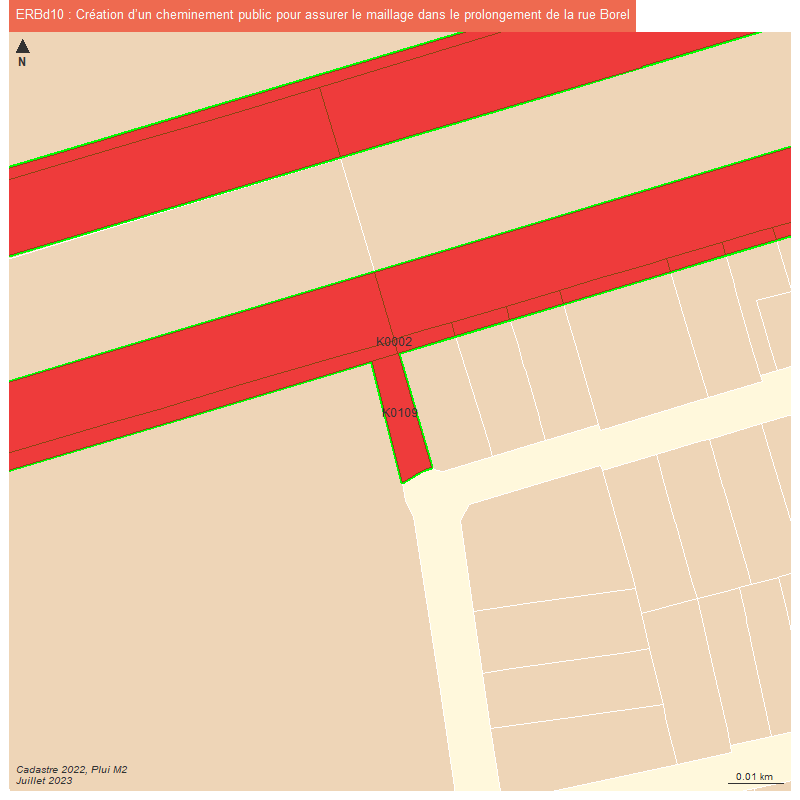 ERBd10 : Création d'un cheminement public pour assurer le maillage dans le prolongement de la rue Borel
N
K0002
K0109
Cadastre 2022, Plui M2
Juillet 2023
0.01 km